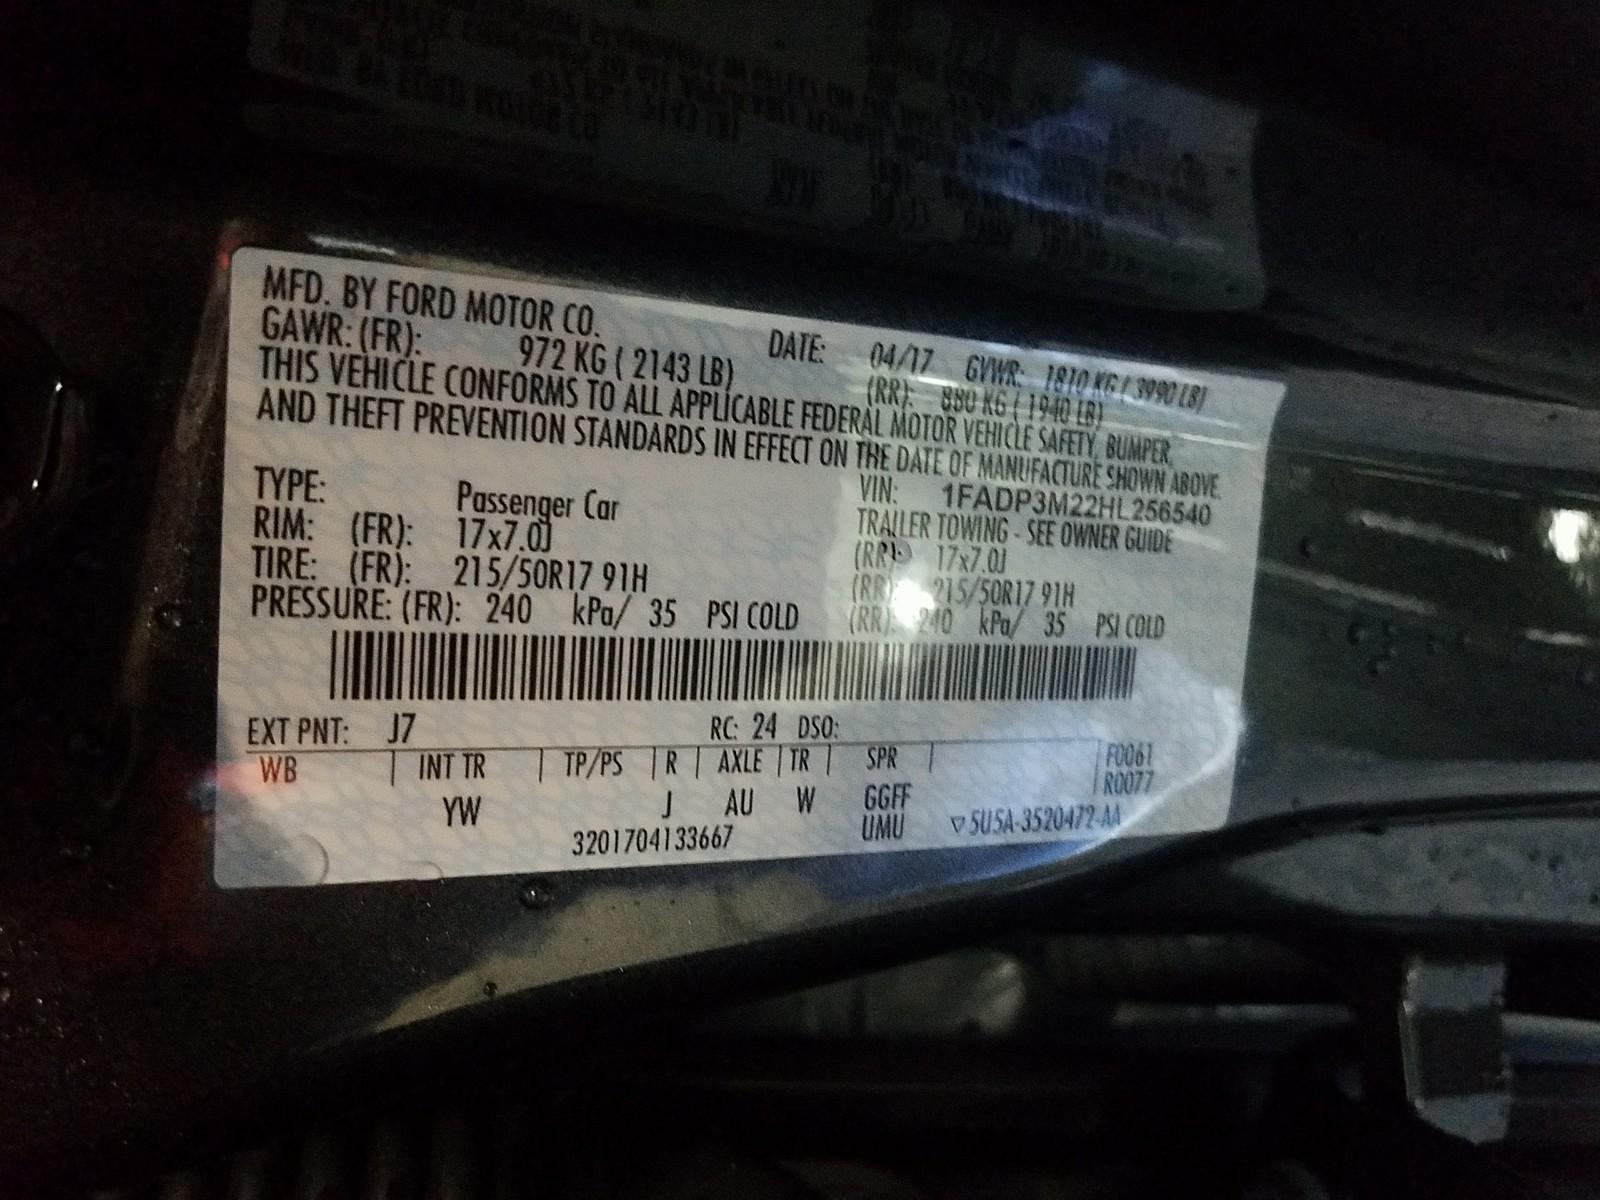 MFD. BY FORD MOTOR CO. DATE: 04/17 GVWR: 1810 KG ( 3990 LB)
GAWR: (FR): 972 KG ( 2143 LB) (RR): 880 KG ( 1940 LB)
THIS VEHICLE CONFORMS TO ALL APPLICABLE FEDERAL MOTOR VEHICLE SAFETY, BUMPER,
AND THEFT PREVENTION STANDARDS IN EFFECT ON THE DATE OF MANUFACTURE SHOWN ABOVE.
VIN: 1FADP3M22HL256540
TYPE: Passenger Car TRAILER TOWING - SEE OWNER GUIDE
RIM: (FR): 17x7.0J (RR): 17x7.0J
TIRE: (FR): 215/50R17 91H (RR): 215/50R17 91H
PRESSURE: (FR): 240 kPa/ 35 PSI COLD (RR): 240 kPa/ 35 PSI COLD
EXT PNT: J7 RC: 24 DSO:
WB | INT TR | TP/PS | R | AXLE | TR | SPR | F0061
R0077
YW J AU W GGFF
UMU ▽5U5A-3520472-AA
3201704133667